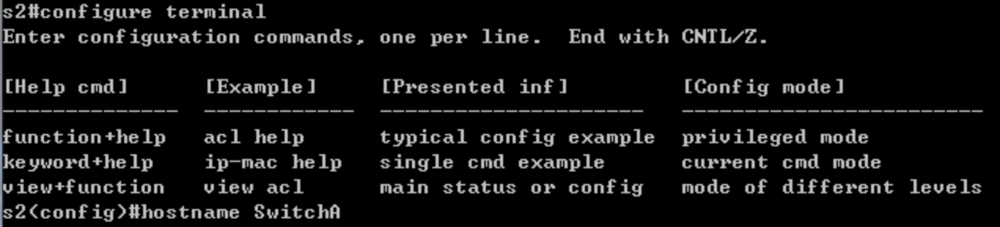 s2#configure terminal
Enter configuration commands, one per line.  End with CNTL/Z.
[Help cmd]     [Example]     [Presented inf]         [Config mode]
-------------- ------------ --------------------- ------------------------
function+help  acl help      typical config example  privileged mode
keyword+help   ip-mac help   single cmd example      current cmd mode
view+function  view acl      main status or config   mode of different levels
s2(config)#hostname SwitchA